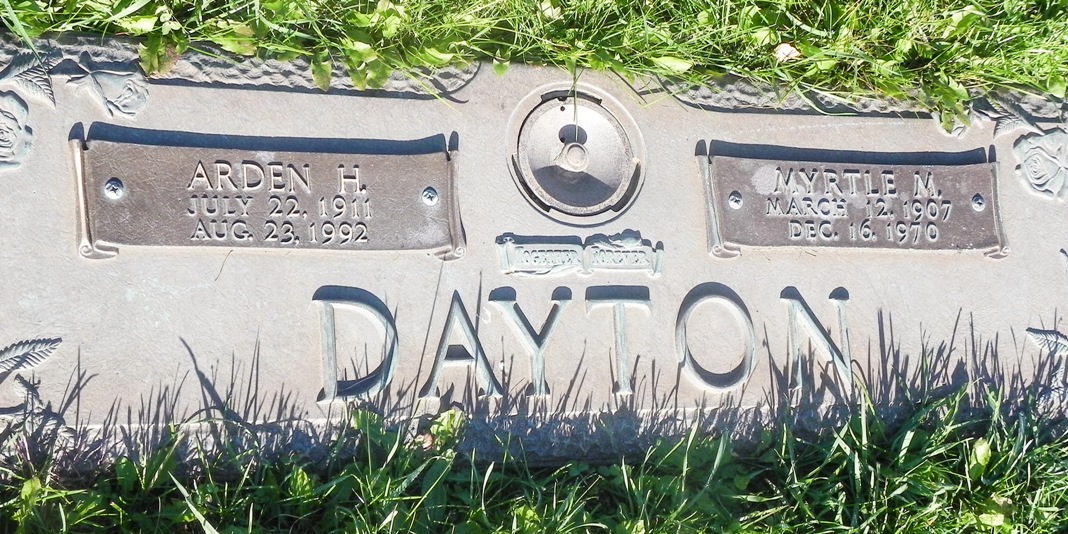 ARDEN H.
JULY 22, 1911
AUG. 23, 1992
MYRTLE M.
MARCH 12, 1907
DEC. 16, 1970
TOGETHER FOREVER
DAYTON